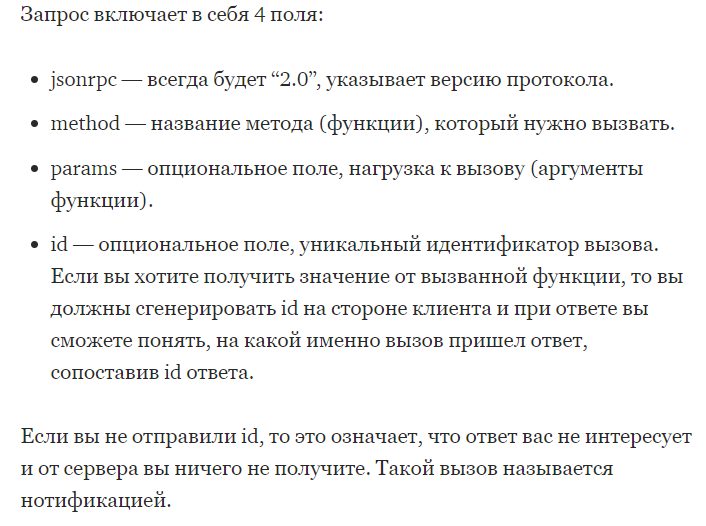 Запрос включает в себя 4 поля:
• jsonrpc — всегда будет “2.0”, указывает версию протокола.
• method — название метода (функции), который нужно вызвать.
• params — опциональное поле, нагрузка к вызову (аргументы
функции).
• id — опциональное поле, уникальный идентификатор вызова.
Если вы хотите получить значение от вызванной функции, то вы
должны сгенерировать id на стороне клиента и при ответе вы
сможете понять, на какой именно вызов пришел ответ,
сопоставив id ответа.
Если вы не отправили id, то это означает, что ответ вас не интересует
и от сервера вы ничего не получите. Такой вызов называется
нотификацией.